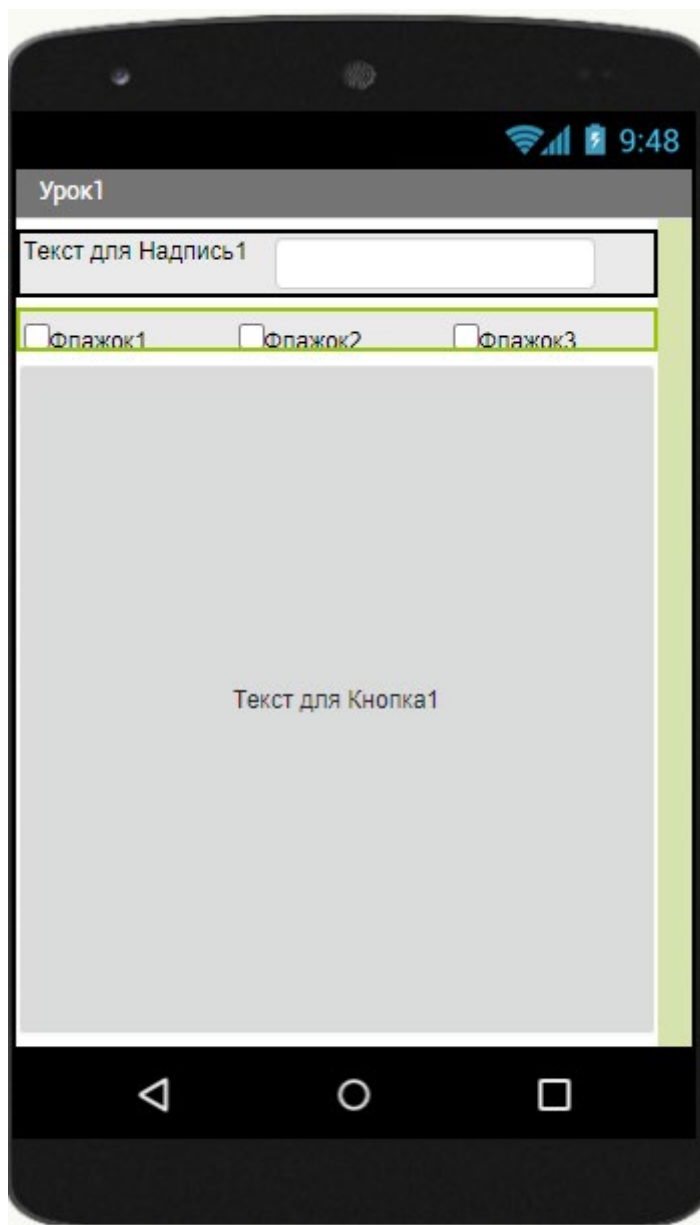 9:48
Урок1
Текст для Надпись1
Флажок1 Флажок2 Флажок3
Текст для Кнопка1